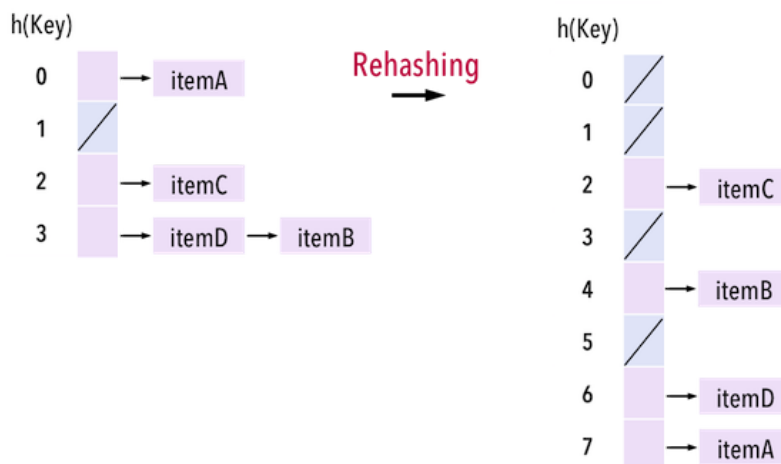 h(Key)
0 itemA
1
2 itemC
3 itemD itemB
Rehashing
h(Key)
0
1
2 itemC
3
4 itemB
5
6 itemD
7 itemA